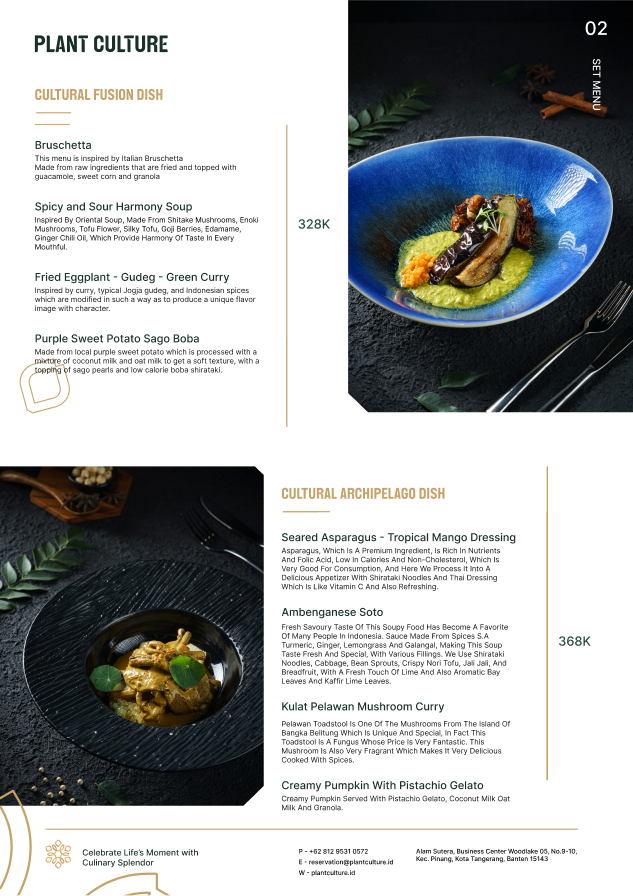 PLANT CULTURE
02
SET MENU
CULTURAL FUSION DISH
Bruschetta
This menu is inspired by Italian Bruschetta
Made from raw ingredients that are fried and topped with
guacamole, sweet corn and granola
Spicy and Sour Harmony Soup
Inspired By Oriental Soup, Made From Shitake Mushrooms, Enoki
Mushrooms, Tofu Flower, Silky Tofu, Goji Berries, Edamame,
Ginger Chili Oil, Which Provide Harmony Of Taste In Every
Mouthful.
328K
Fried Eggplant - Gudeg - Green Curry
Inspired by curry, typical Jogja gudeg, and Indonesian spices
which are modified in such a way as to produce a unique flavor
image with character.
Purple Sweet Potato Sago Boba
Made from local purple sweet potato which is processed with a
mixture of coconut milk and oat milk to get a soft texture, with a
topping of sago pearls and low calorie boba shirataki.
CULTURAL ARCHIPELAGO DISH
Seared Asparagus - Tropical Mango Dressing
Asparagus, Which Is A Premium Ingredient, Is Rich In Nutrients
And Folic Acid, Low In Calories And Non-Cholesterol, Which Is
Very Good For Consumption, And Here We Process It Into A
Delicious Appetizer With Shirataki Noodles And Thai Dressing
Which Is Like Vitamin C And Also Refreshing.
Ambenganese Soto
Fresh Savoury Taste Of This Soupy Food Has Become A Favorite
Of Many People In Indonesia. Sauce Made From Spices S.A
Turmeric, Ginger, Lemongrass And Galangal, Making This Soup
Taste Fresh And Special, With Various Fillings. We Use Shirataki
Noodles, Cabbage, Bean Sprouts, Crispy Nori Tofu, Jali Jali, And
Breadfruit, With A Fresh Touch Of Lime And Also Aromatic Bay
Leaves And Kaffir Lime Leaves.
368K
Kulat Pelawan Mushroom Curry
Pelawan Toadstool Is One Of The Mushrooms From The Island Of
Bangka Belitung Which Is Unique And Special, In Fact This
Toadstool Is A Fungus Whose Price Is Very Fantastic. This
Mushroom Is Also Very Fragrant Which Makes It Very Delicious
Cooked With Spices.
Creamy Pumpkin With Pistachio Gelato
Creamy Pumpkin Served With Pistachio Gelato, Coconut Milk Oat
Milk And Granola.
Celebrate Life's Moment with
Culinary Splendor
P - +62 812 9531 0572
E - reservation@plantculture.id
W - plantculture.id
Alam Sutera, Business Center Woodlake 05, No.9-10,
Kec. Pinang, Kota Tangerang, Banten 15143